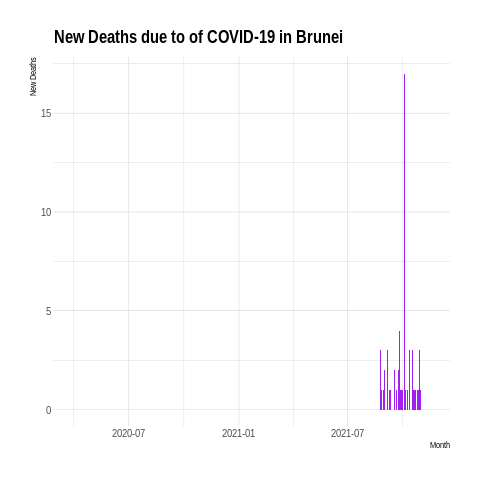 New Deaths due to of COVID-19 in Brunei
New Deaths
15
10
5
0
2020-07
2021-01
2021-07
Month